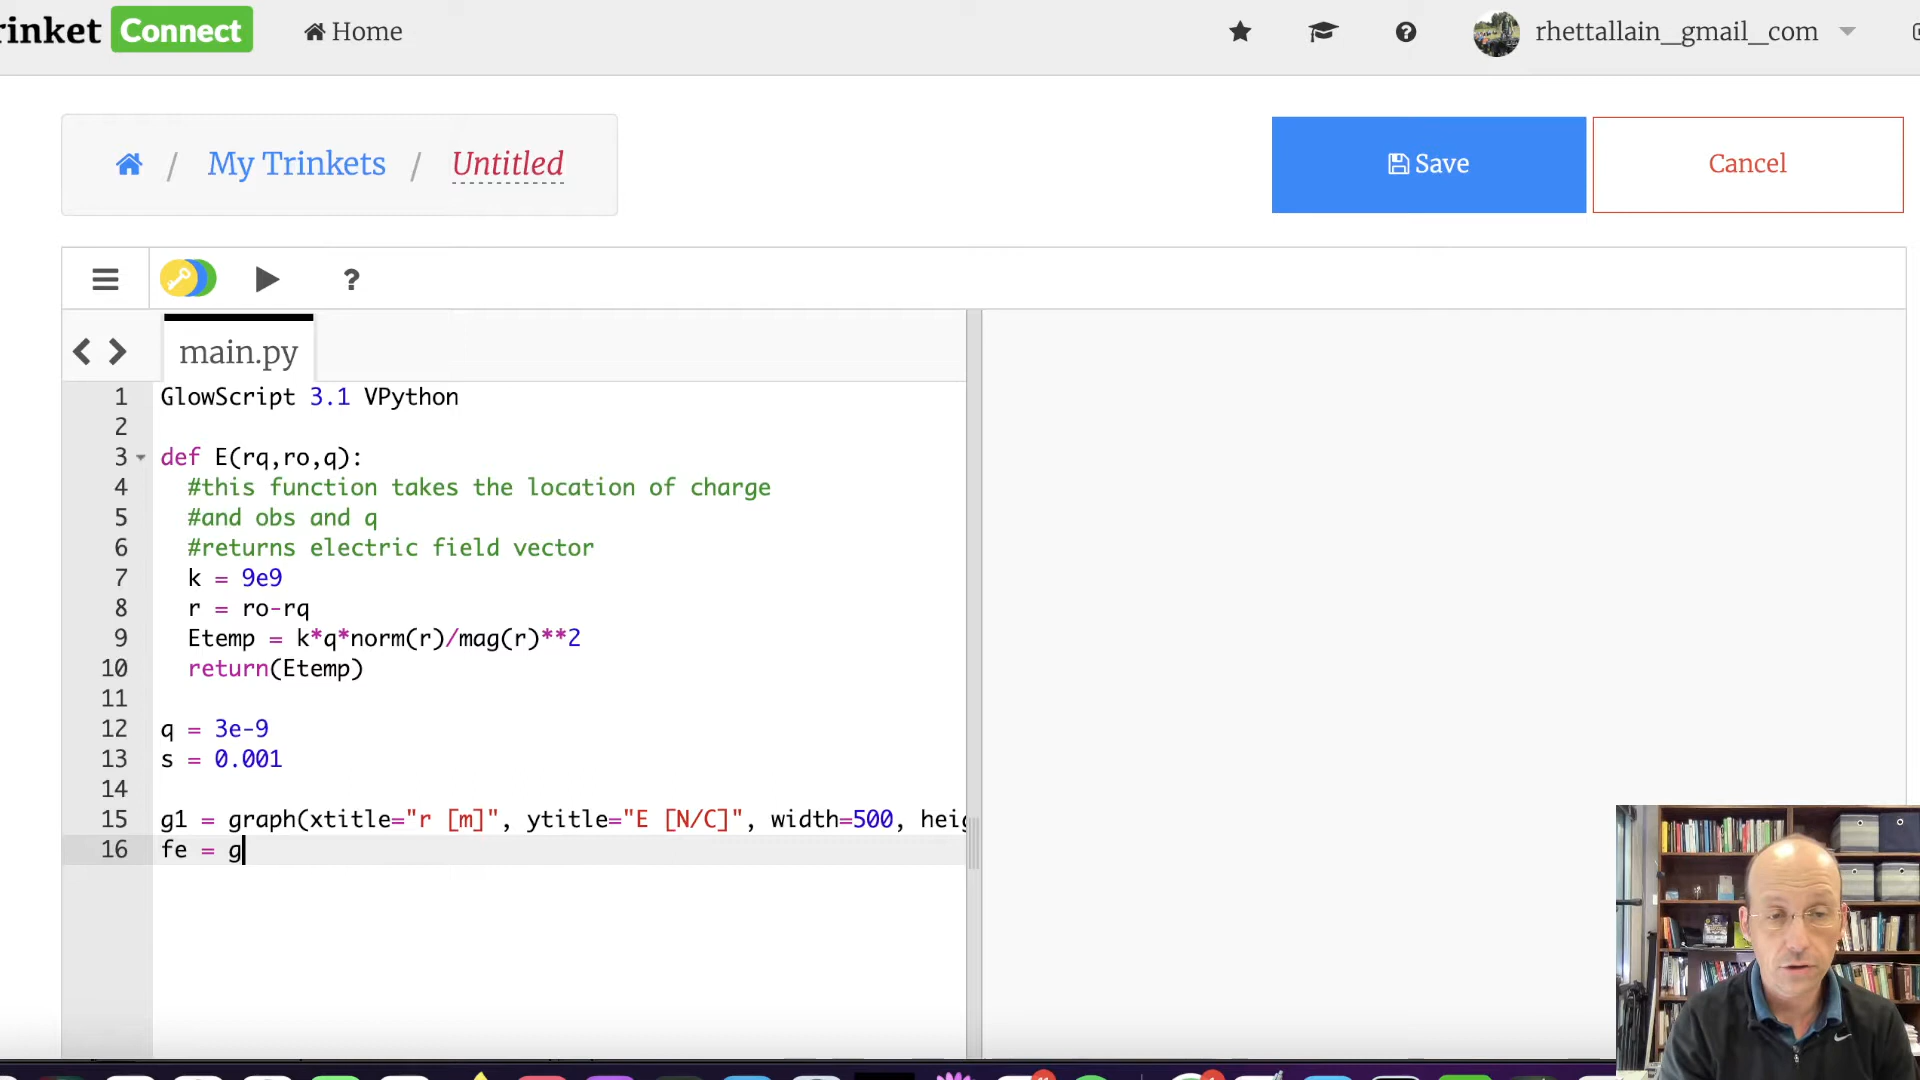 rinket Connect Home rhettallain_gmail_com
/ My Trinkets / Untitled Save Cancel
?
main.py
1 GlowScript 3.1 VPython
2
3 def E(rq,ro,q):
4 #this function takes the location of charge
5 #and obs and q
6 #returns electric field vector
7 k = 9e9
8 r = ro-rq
9 Etemp = k*q*norm(r)/mag(r)**2
10 return(Etemp)
11
12 q = 3e-9
13 s = 0.001
14
15 g1 = graph(xtitle="r [m]", ytitle="E [N/C]", width=500, heig
16 fe = g